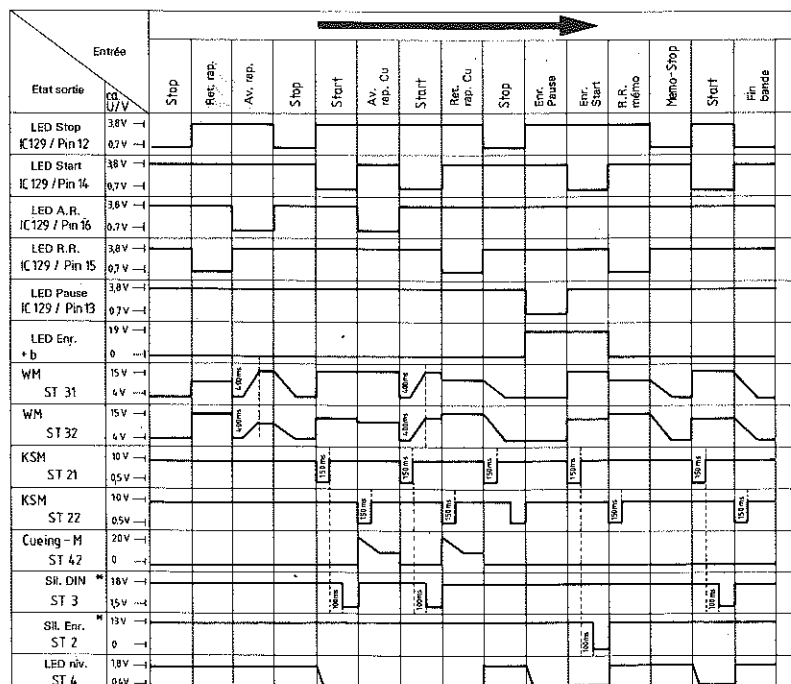 Entrée
Etat sortie
cd.
U/V
Stop
Ret. rap.
Av. rap.
Stop
Start
Av.
rap. Cu
Start
Ret.
rap. Cu
Stop
Enr.
Pause
Enr.
Start
R.R.
mémo
Memo-Stop
Start
Fin
bande
LED Stop
IC129 / Pin 12
3,8V
0,7V
LED Start
IC129 / Pin 14
3,8V
0,7V
LED A.R.
IC129 / Pin 16
3,8V
0,7V
LED R.R.
IC129 / Pin 15
3,8V
0,7V
LED Pause
IC129 / Pin 13
3,8V
0,7V
LED Enr.
+b
19V
0
WM
ST 31
15V
4V
400ms
400ms
WM
ST 32
15V
4V
400ms
400ms
KSM
ST 21
10V
0,5V
150ms
150ms
150ms
150ms
150ms
KSM
ST 22
10V
0,5V
150ms
150ms
150ms
150ms
Cueing-M
ST 42
20V
0
Sil. DIN
ST 3
18V
1,5V
100ms
100ms
100ms
Sil. Enr.
ST 2
13V
0
100ms
LED niv.
ST 4
1,8V
0,4V